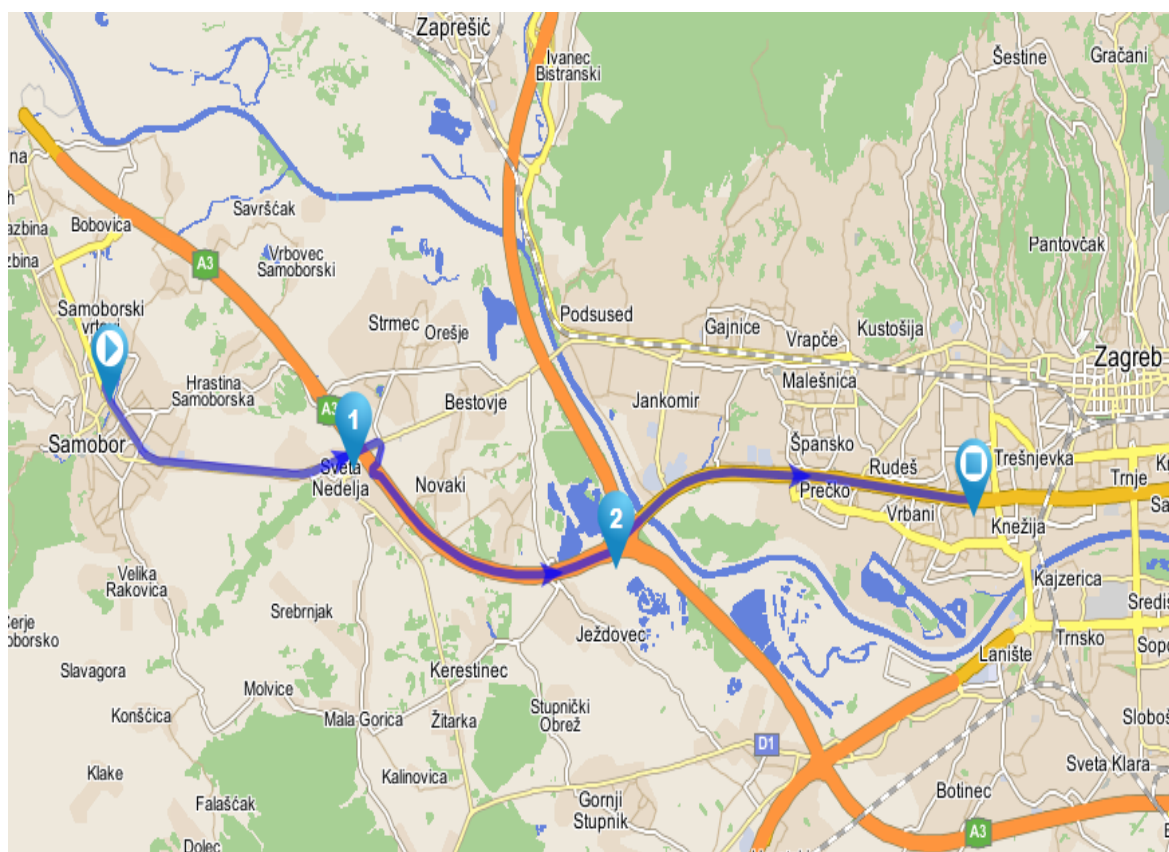 Zaprešić
Ivanec
Bistranski
Šestine
Gračani
Savršćak
Bobovica
Vrbovec
Samoborski
A3
Pantovčak
Samoborski
Podsused
Gajnice
Vrapče
Kustošija
Strmec
Orešje
Zagreb
Malešnica
Hrastina
Samoborska
A3
1
Bestovje
Jankomir
Samobor
Špansko
Rudeš
Trešnjevka
Sveta
Nedelja
Novaki
Prečko
Trnje
Vrbani
2
Knežija
Velika
Rakovica
Kajzerica
Srebrnjak
Ježdovec
Trnsko
Slavagora
Kerestinec
Lanište
Molvice
Stupnički
Obrež
Konšćica
Mala Gorica
Žitarka
D1
Klake
Kalinovica
Sveta Klara
Falašćak
Gornji
Stupnik
Botinec
A3
Dolec